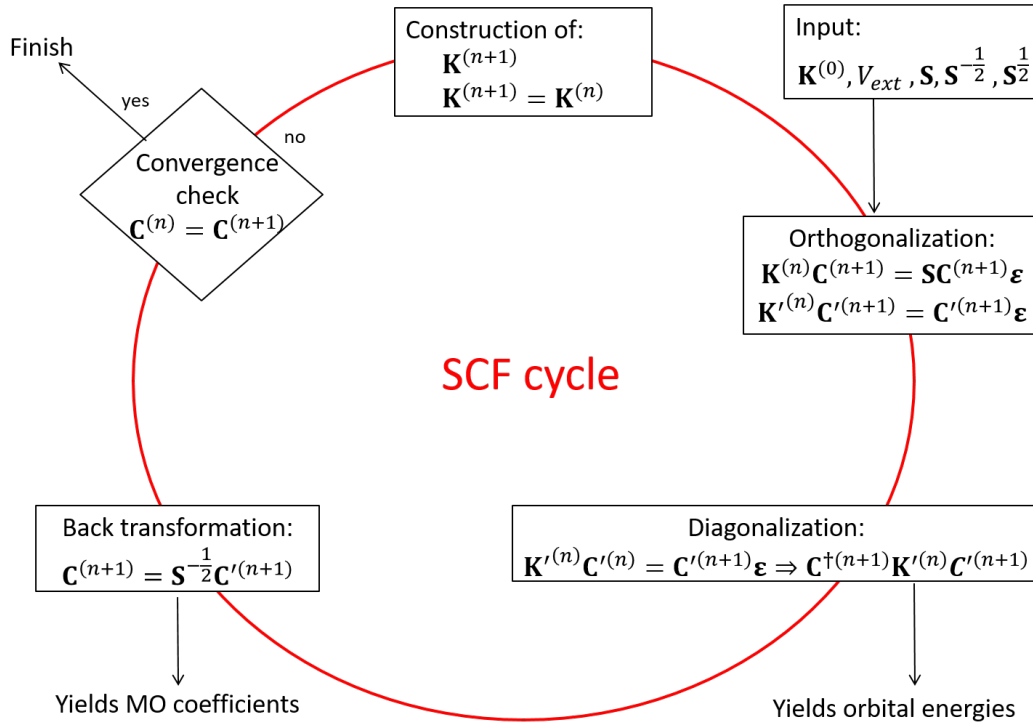 Finish
yes
no
Convergence
check
𝐂⁽ⁿ⁾ = 𝐂⁽ⁿ⁺¹⁾
Construction of:
𝐊⁽ⁿ⁺¹⁾
𝐊⁽ⁿ⁺¹⁾ = 𝐊⁽ⁿ⁾
Input:
𝐊⁽⁰⁾, V_ext , 𝐒, 𝐒^{-1/2}, 𝐒^{1/2}
Orthogonalization:
𝐊⁽ⁿ⁾𝐂⁽ⁿ⁺¹⁾ = 𝐒𝐂⁽ⁿ⁺¹⁾𝜺
𝐊′⁽ⁿ⁾𝐂′⁽ⁿ⁺¹⁾ = 𝐂′⁽ⁿ⁺¹⁾𝛆
SCF cycle
Back transformation:
𝐂⁽ⁿ⁺¹⁾ = 𝐒^{-1/2}𝐂′⁽ⁿ⁺¹⁾
Yields MO coefficients
Diagonalization:
𝐊′⁽ⁿ⁾𝐂′⁽ⁿ⁾ = 𝐂′⁽ⁿ⁺¹⁾𝛆 ⇒ 𝐂^{†(n+1)}𝐊′⁽ⁿ⁾𝑪′⁽ⁿ⁺¹⁾
Yields orbital energies